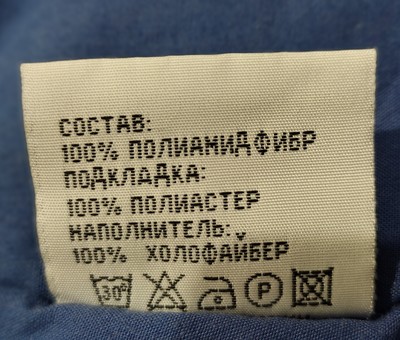 СОСТАВ:
100% ПОЛИАМИДФИБР
ПОДКЛАДКА:
100% ПОЛИАСТЕР
НАПОЛНИТЕЛЬ:
100% ХОЛОФАЙБЕР
30° P